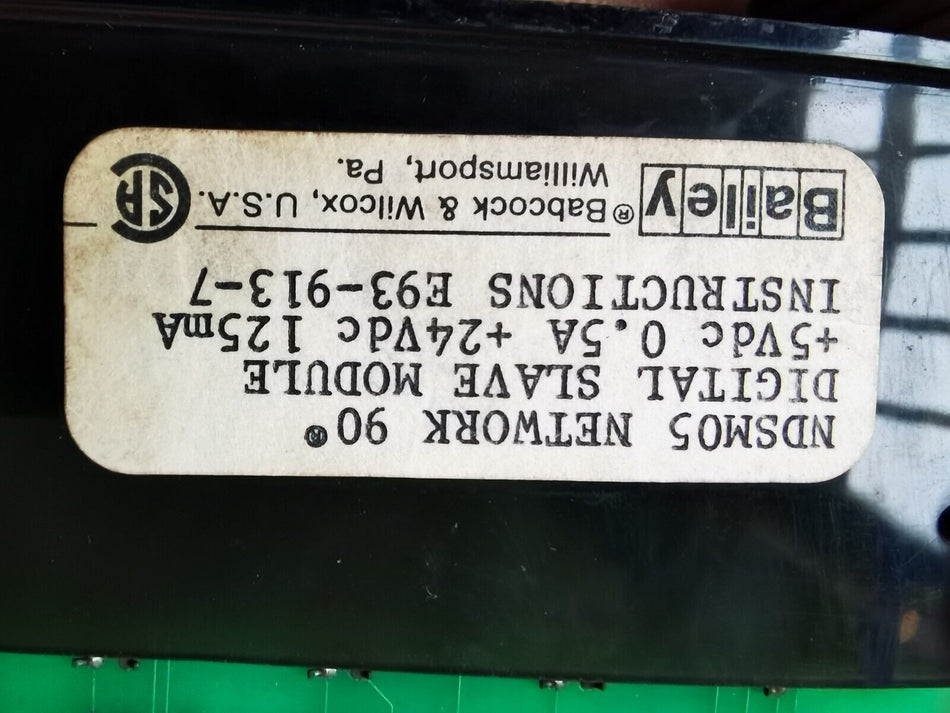 NDSM05 NETWORK 90®
DIGITAL SLAVE MODULE
+5Vdc 0.5A +24Vdc 125mA
INSTRUCTIONS E93-913-7
Bailey® Babcock & Wilcox, U.S.A.
Williamsport, Pa.
SA